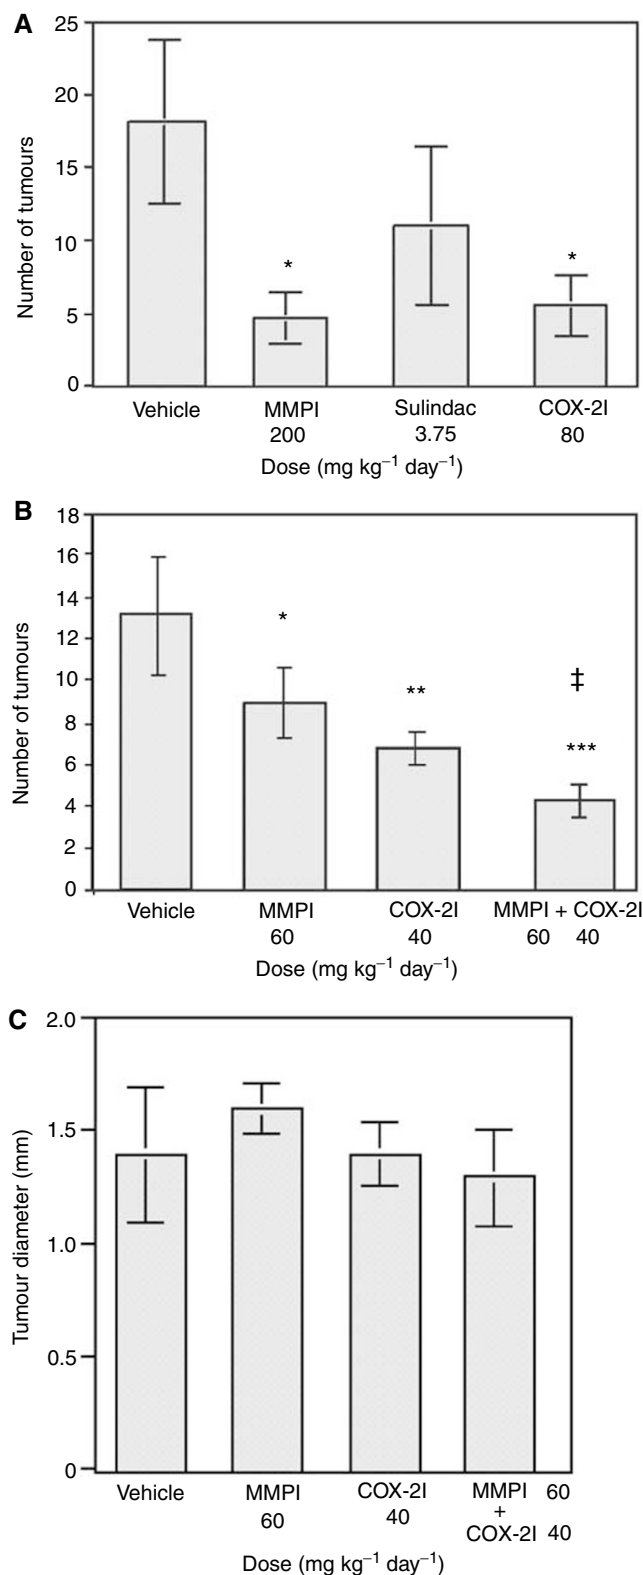 A
25
20
15
10
5
0
Number of tumours
*
*
Vehicle MMPI Sulindac COX-2I
200 3.75 80
Dose (mg kg⁻¹ day⁻¹)
B
18
16
14
12
10
8
6
4
2
0
Number of tumours
*
**
‡
***
Vehicle MMPI COX-2I MMPI + COX-2I
60 40 60 40
Dose (mg kg⁻¹ day⁻¹)
C
2.0
1.5
1.0
0.5
0
Tumour diameter (mm)
Vehicle MMPI COX-2I MMPI 60
60 40 +
COX-2I 40
Dose (mg kg⁻¹ day⁻¹)